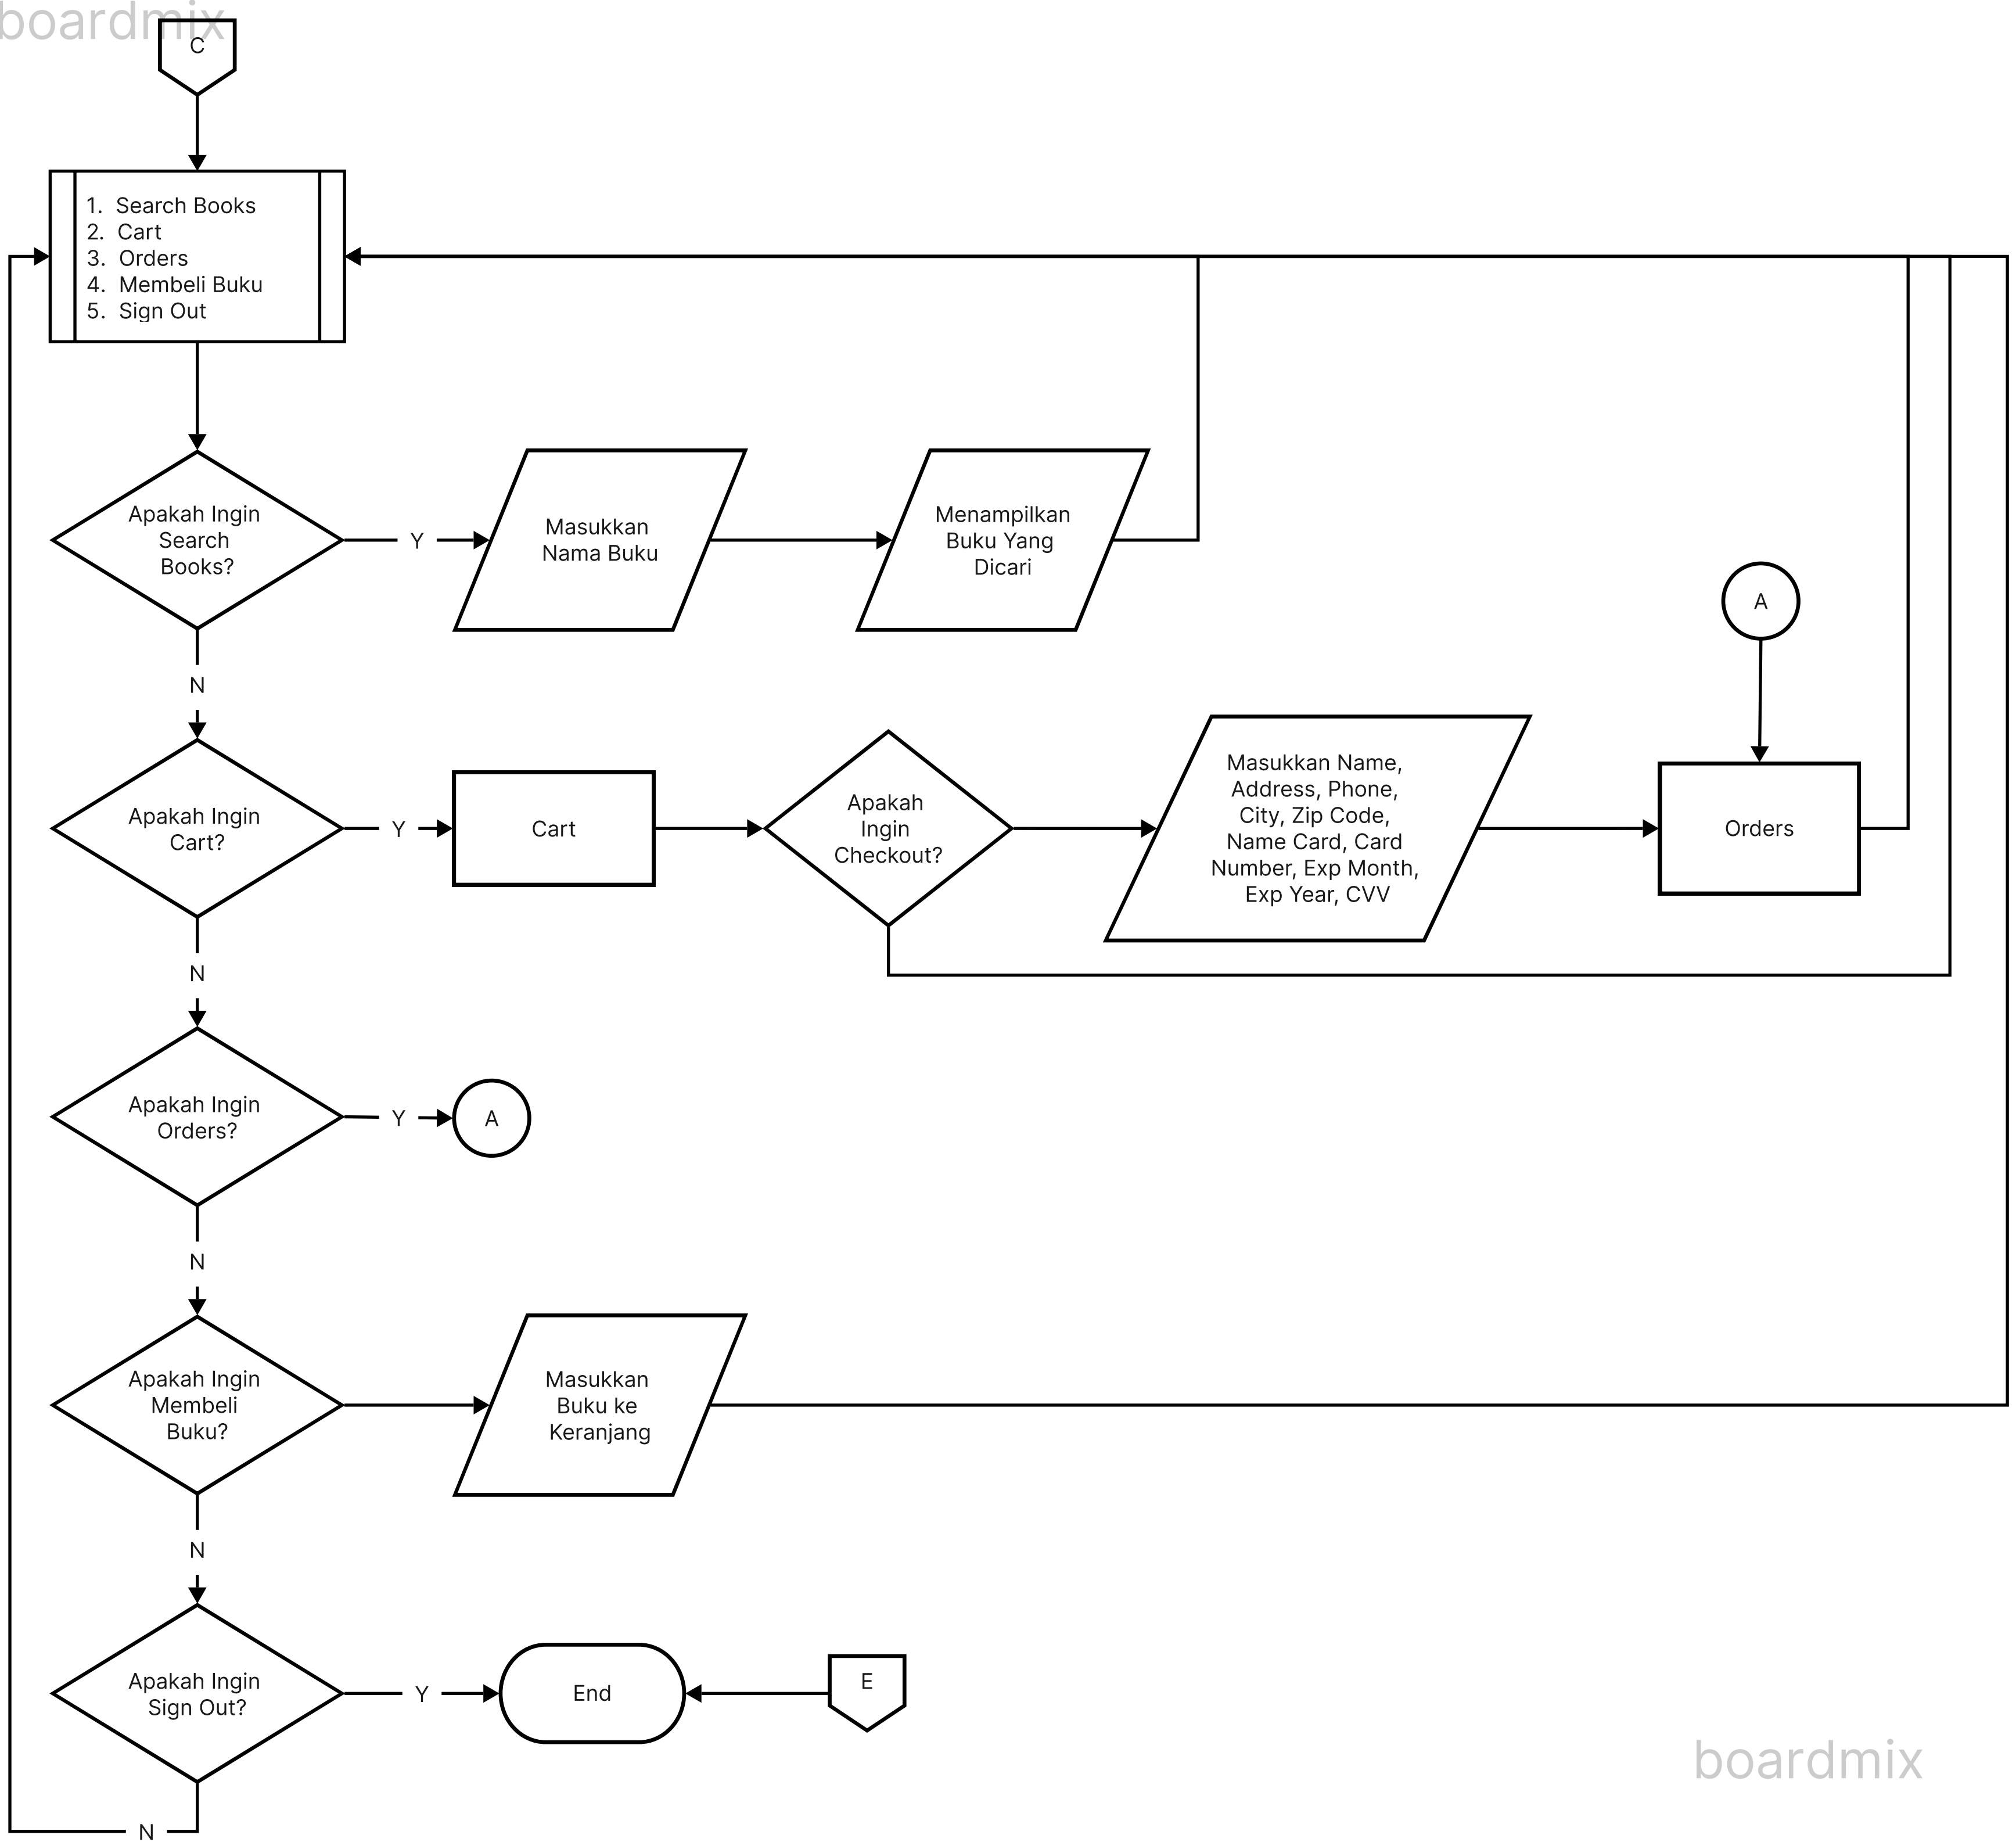 boardmix
C
1. Search Books
2. Cart
3. Orders
4. Membeli Buku
5. Sign Out
Apakah Ingin
Search
Books?
Y
Masukkan
Nama Buku
Menampilkan
Buku Yang
Dicari
A
N
Apakah Ingin
Cart?
Y
Cart
Apakah
Ingin
Checkout?
Masukkan Name,
Address, Phone,
City, Zip Code,
Name Card, Card
Number, Exp Month,
Exp Year, CVV
Orders
N
Apakah Ingin
Orders?
Y
A
N
Apakah Ingin
Membeli
Buku?
Masukkan
Buku ke
Keranjang
N
Apakah Ingin
Sign Out?
Y
End
E
boardmix
N